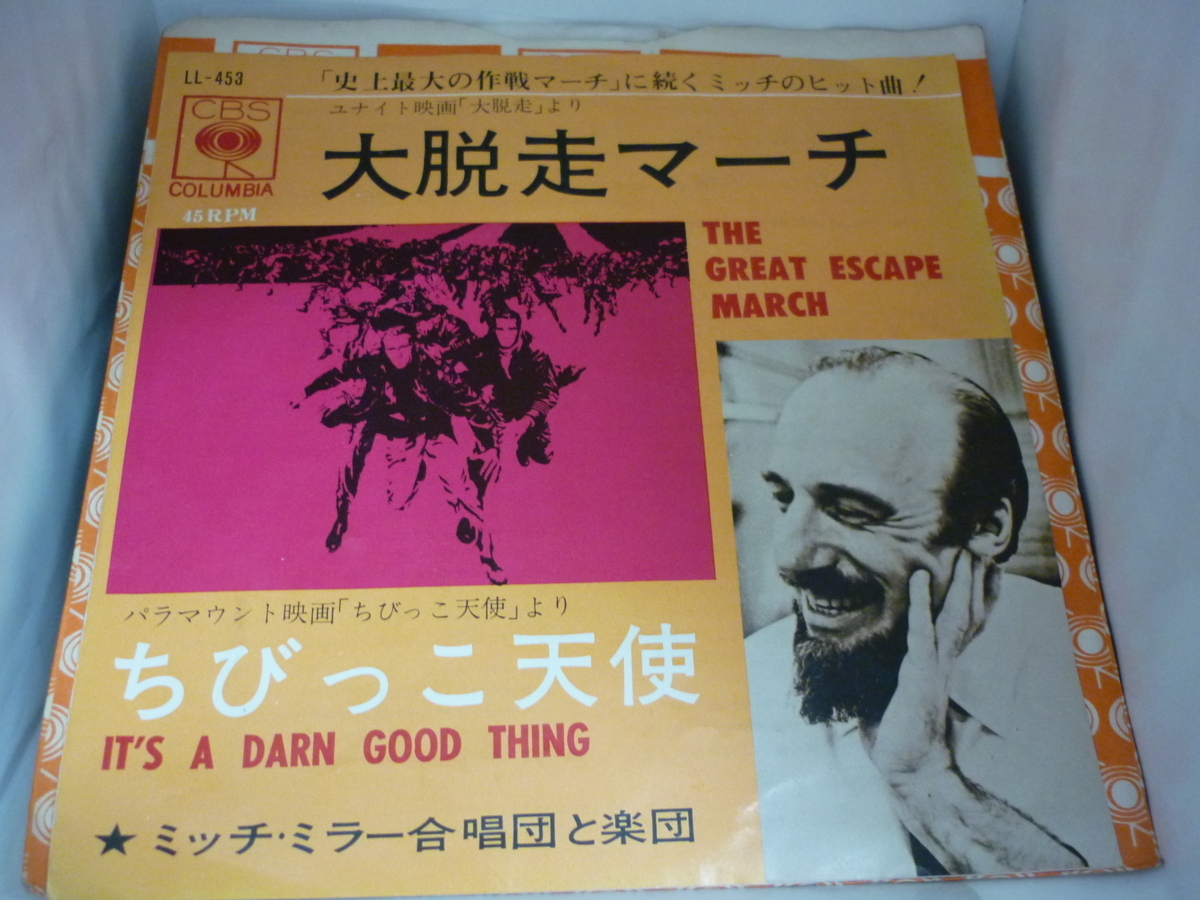 CBS
LL-453
「史上最大の作戦マーチ」に続くミッチのヒット曲!
CBS
COLUMBIA
45RPM
ユナイト映画「大脱走」より
大脱走マーチ
THE
GREAT ESCAPE
MARCH
パラマウント映画「ちびっこ天使」より
ちびっこ天使
IT'S A DARN GOOD THING
★ミッチ・ミラー合唱団と楽団